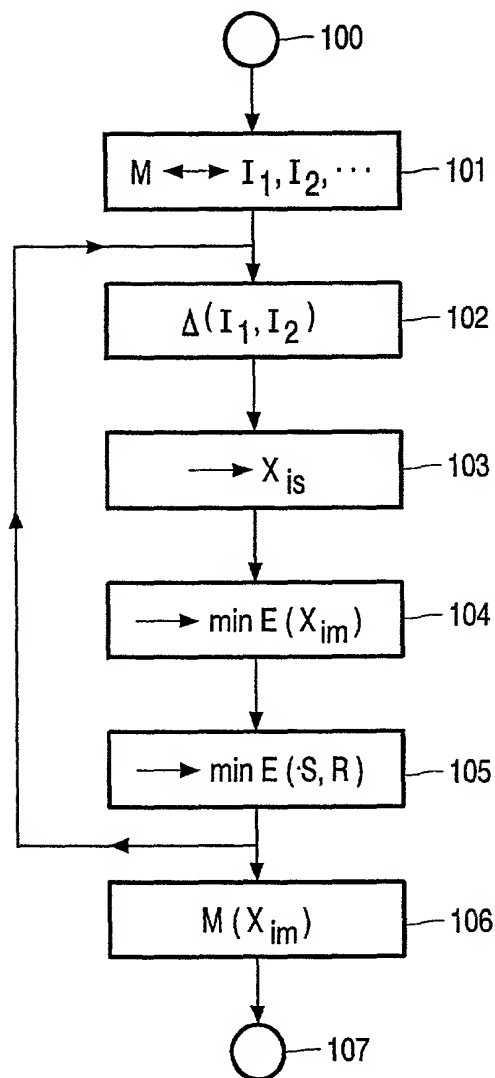 100
M ↔ I₁, I₂, ···
101
Δ(I₁, I₂)
102
→ Xᵢₛ
103
→ min E (Xᵢₘ)
104
→ min E (·S, R)
105
M (Xᵢₘ)
106
107